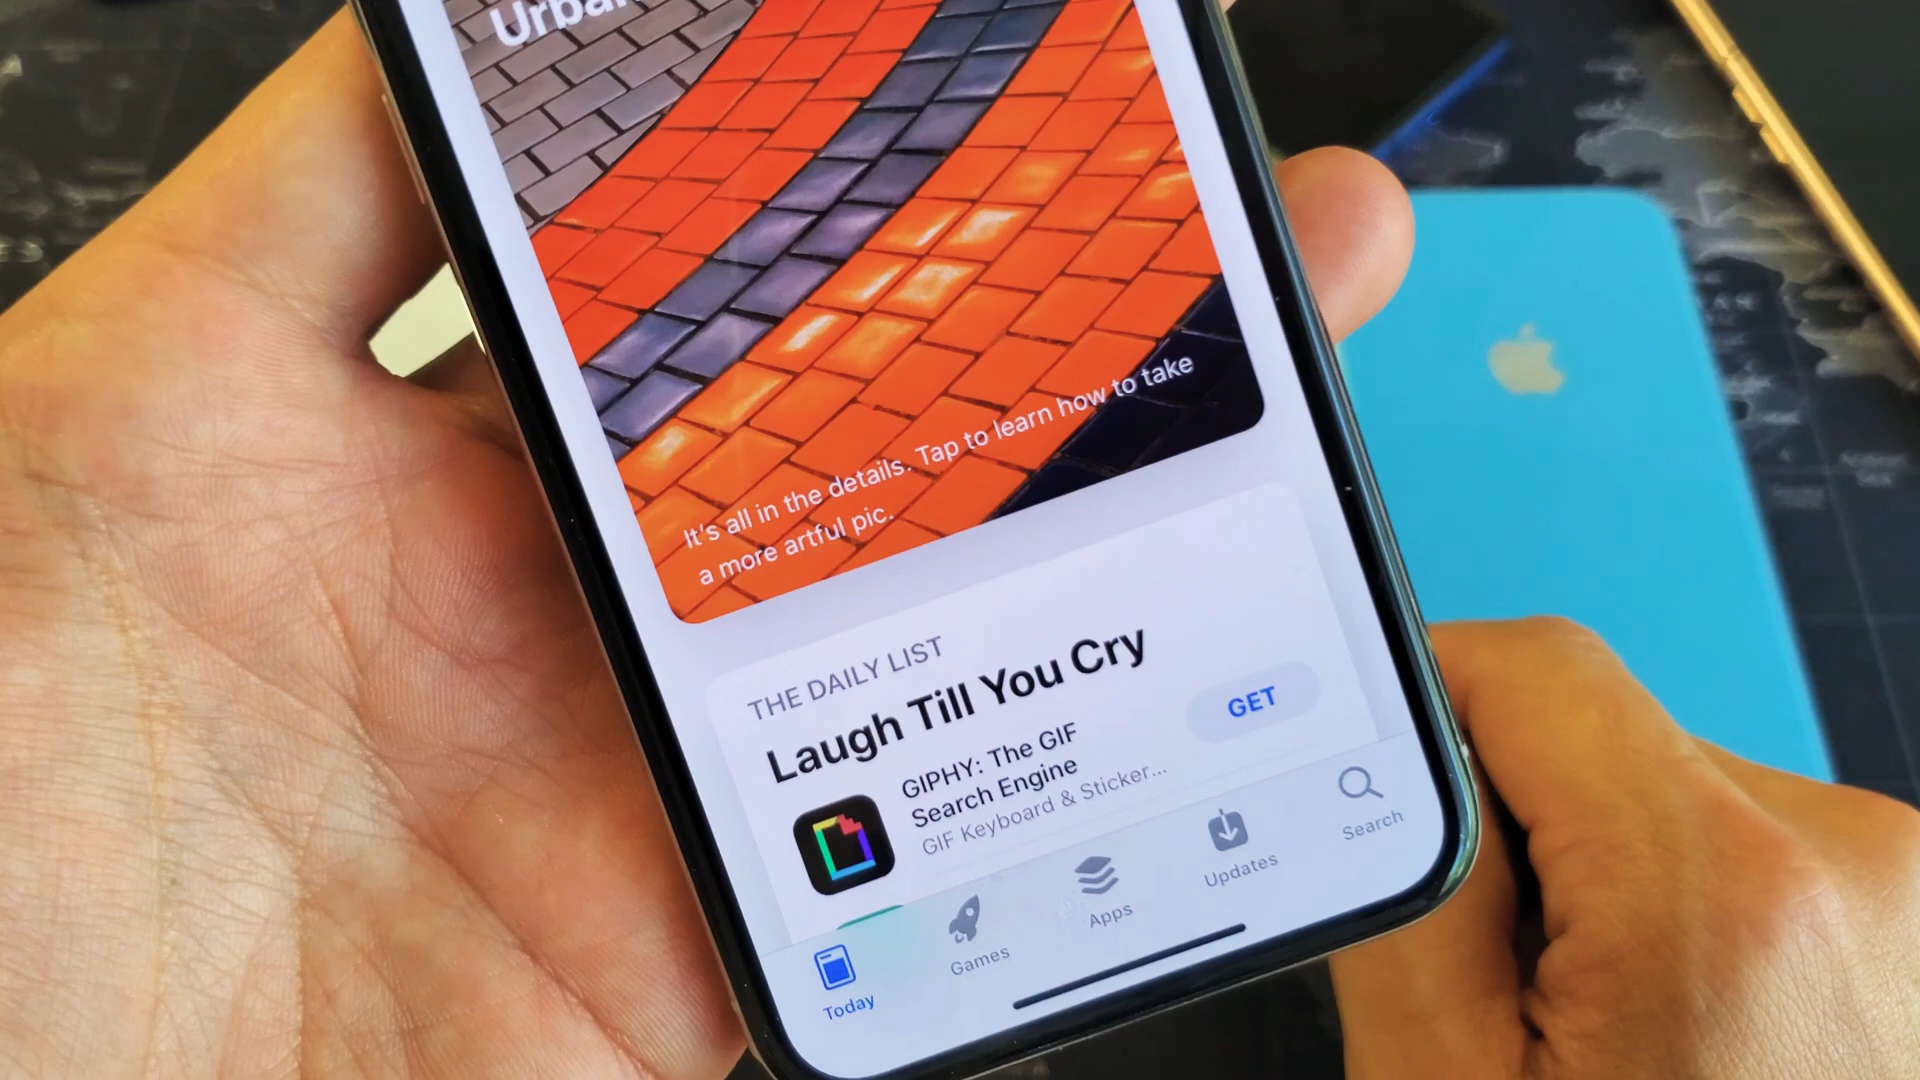 It's all in the details. Tap to learn how to take
a more artful pic.
THE DAILY LIST
Laugh Till You Cry
GIPHY: The GIF
Search Engine
GIF Keyboard & Sticker...
GET
Today
Games
Apps
Updates
Search